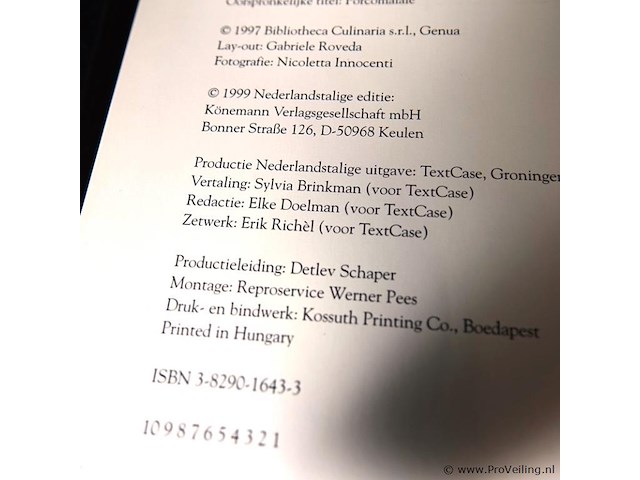 Oorspronkelijke titel:
© 1997 Bibliotheca Culinaria s.r.l., Genua
Lay-out: Gabriele Roveda
Fotografie: Nicoletta Innocenti
© 1999 Nederlandstalige editie:
Könemann Verlagsgesellschaft mbH
Bonner Straße 126, D-50968 Keulen
Productie Nederlandstalige uitgave: TextCase, Groningen
Vertaling: Sylvia Brinkman (voor TextCase)
Redactie: Elke Doelman (voor TextCase)
Zetwerk: Erik Richèl (voor TextCase)
Productieleiding: Detlev Schaper
Montage: Reproservice Werner Pees
Druk- en bindwerk: Kossuth Printing Co., Boedapest
Printed in Hungary
ISBN 3-8290-1643-3
10 9 8 7 6 5 4 3 2 1
© www.ProVeiling.nl